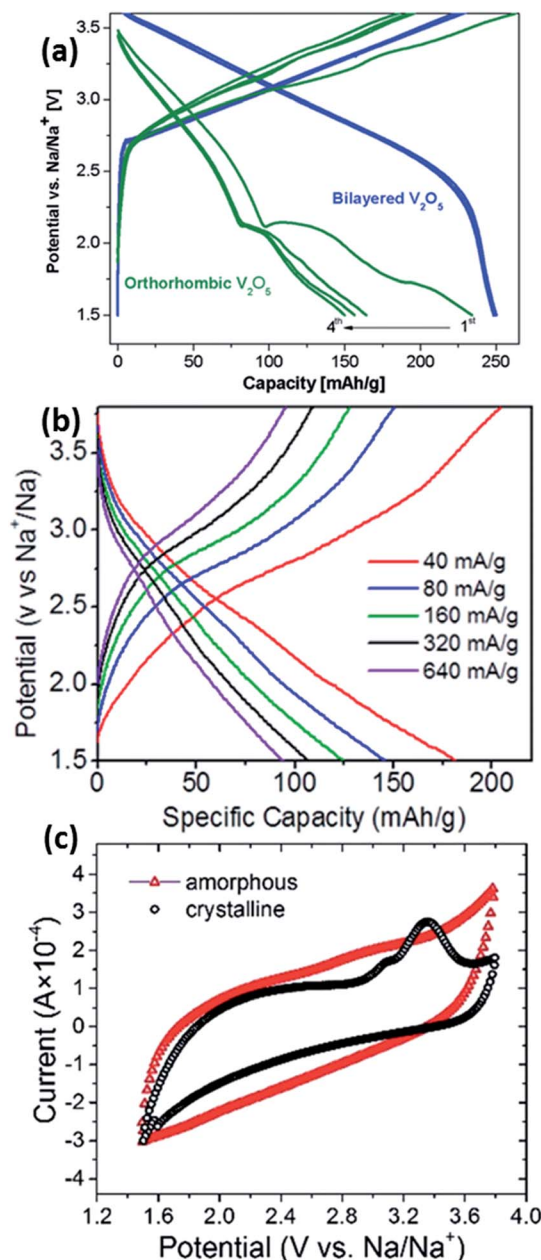 (a)
Potential vs. Na/Na⁺ [V]
3.5
3.0
2.5
2.0
1.5
Bilayered V₂O₅
Orthorhombic V₂O₅
4ᵗʰ
1ˢᵗ
0
50
100
150
200
250
Capacity [mAh/g]
(b)
Potential (v vs Na⁺/Na)
3.5
3.0
2.5
2.0
1.5
40 mA/g
80 mA/g
160 mA/g
320 mA/g
640 mA/g
0
50
100
150
200
Specific Capacity (mAh/g)
(c)
Current (A×10⁻⁴)
4
3
2
1
0
-1
-2
-3
-4
amorphous
crystalline
1.2
1.6
2.0
2.4
2.8
3.2
3.6
4.0
Potential (V vs. Na/Na⁺)